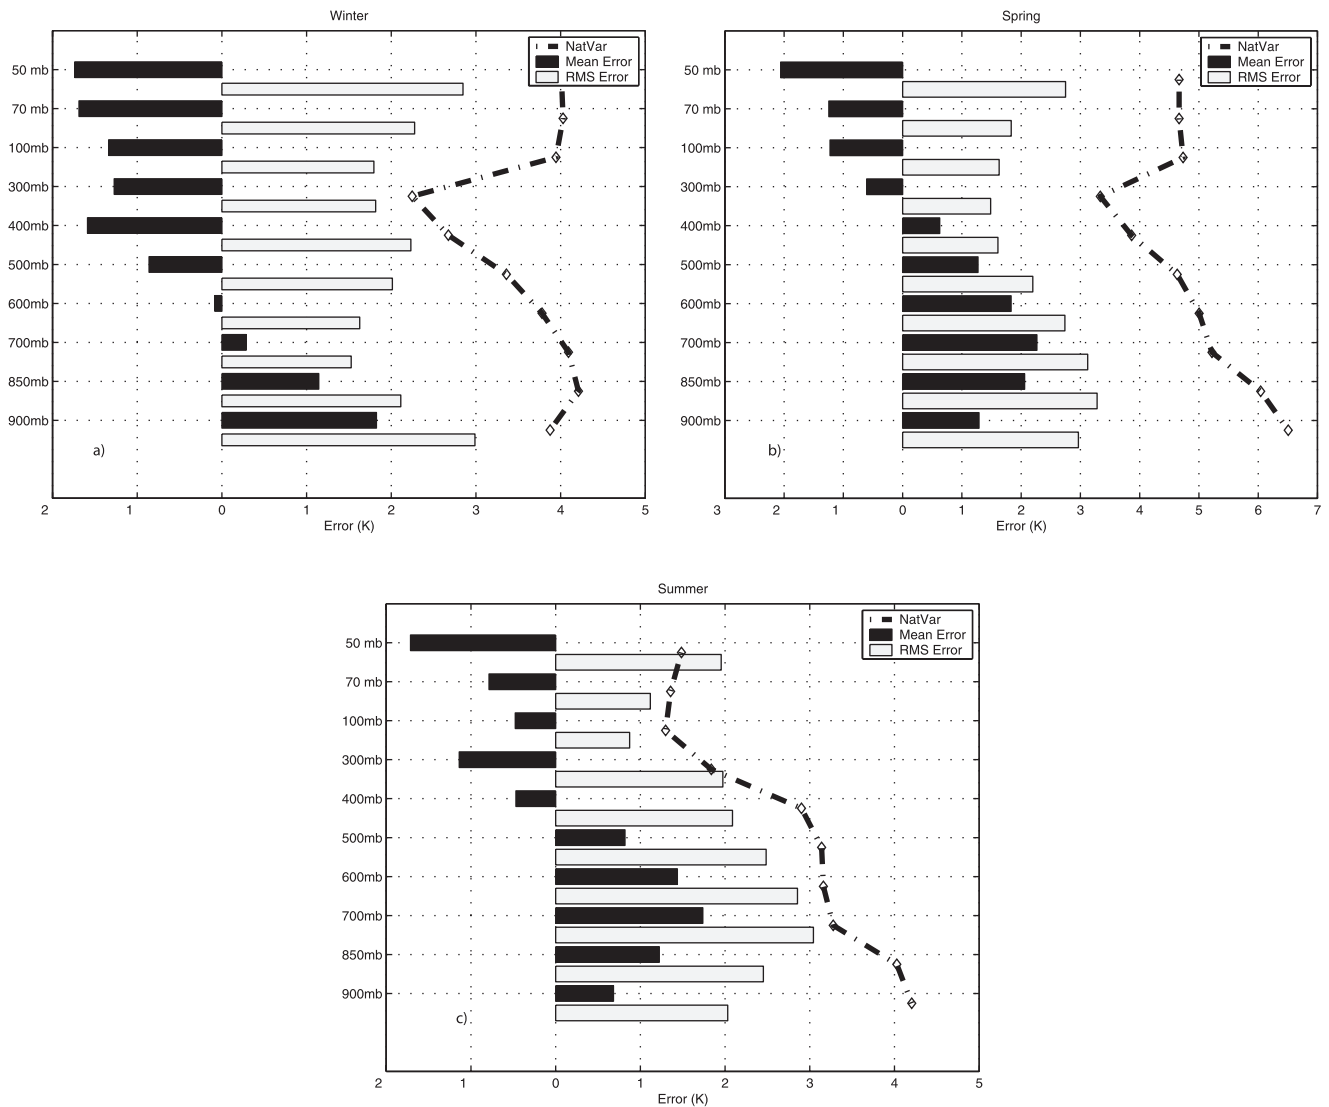 Winter
NatVar
Mean Error
RMS Error
50 mb
70 mb
100mb
300mb
400mb
500mb
600mb
700mb
850mb
900mb
a)
2 1 0 1 2 3 4 5
Error (K)
Spring
NatVar
Mean Error
RMS Error
50 mb
70 mb
100mb
300mb
400mb
500mb
600mb
700mb
850mb
900mb
b)
3 2 1 0 1 2 3 4 5 6 7
Error (K)
Summer
NatVar
Mean Error
RMS Error
50 mb
70 mb
100mb
300mb
400mb
500mb
600mb
700mb
850mb
900mb
c)
2 1 0 1 2 3 4 5
Error (K)